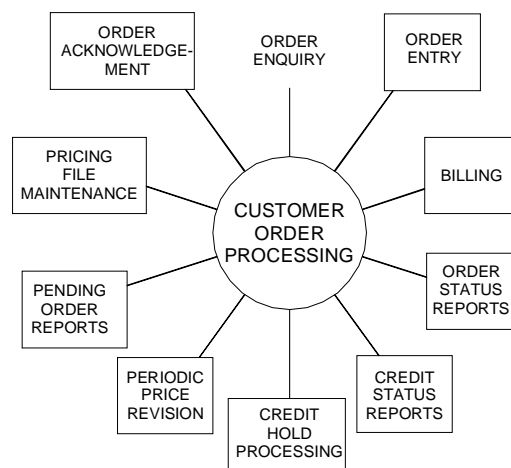 ORDER
ACKNOWLEDGE-
MENT
ORDER
ENQUIRY
ORDER
ENTRY
PRICING
FILE
MAINTENANCE
CUSTOMER
ORDER
PROCESSING
BILLING
PENDING
ORDER
REPORTS
ORDER
STATUS
REPORTS
PERIODIC
PRICE
REVISION
CREDIT
HOLD
PROCESSING
CREDIT
STATUS
REPORTS